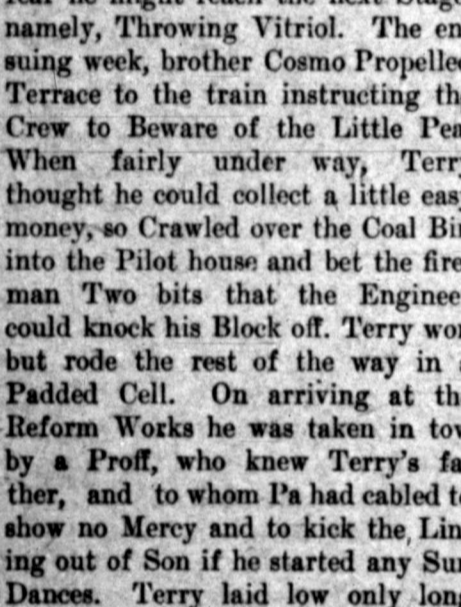 namely, Throwing Vitriol. The en
suing week, brother Cosmo Propelle
Terrace to the train instructing th
Crew to Beware of the Little Pea
When fairly under way, Terry
thought he could collect a little eas
money, so Crawled over the Coal Bi
into the Pilot house and bet the fire
man Two bits that the Enginee
could knock his Block off. Terry wo
but rode the rest of the way in
Padded Cell. On arriving at th
Reform Works he was taken in tow
by a Proff, who knew Terry's fa
ther, and to whom Pa had cabled t
show no Mercy and to kick the Lin
ing out of Son if he started any Su
Dances. Terry laid low only long